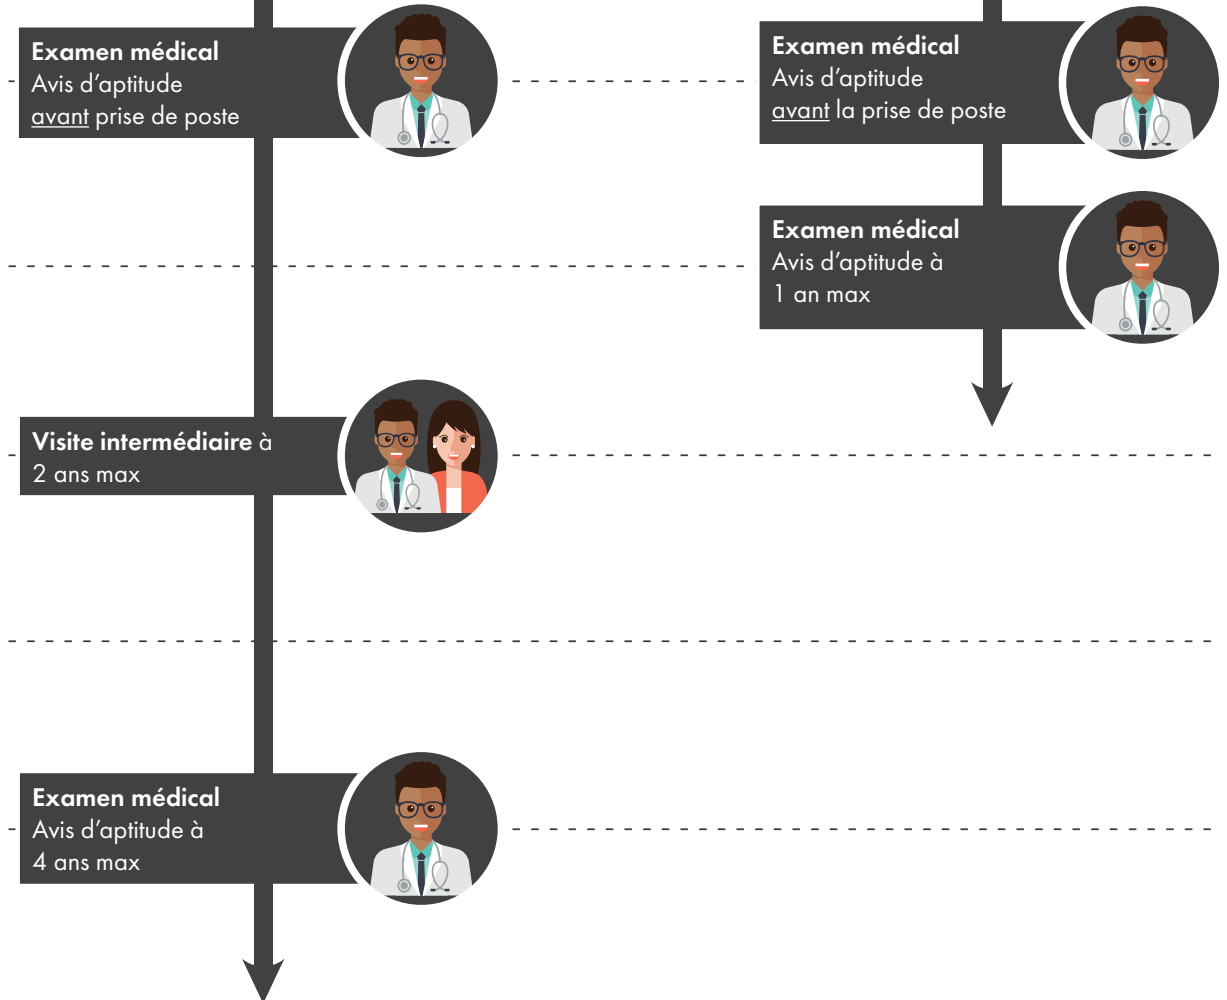 Examen médical
Avis d’aptitude
avant prise de poste
Examen médical
Avis d’aptitude
avant la prise de poste
Examen médical
Avis d’aptitude à
1 an max
Visite intermédiaire à
2 ans max
Examen médical
Avis d’aptitude à
4 ans max